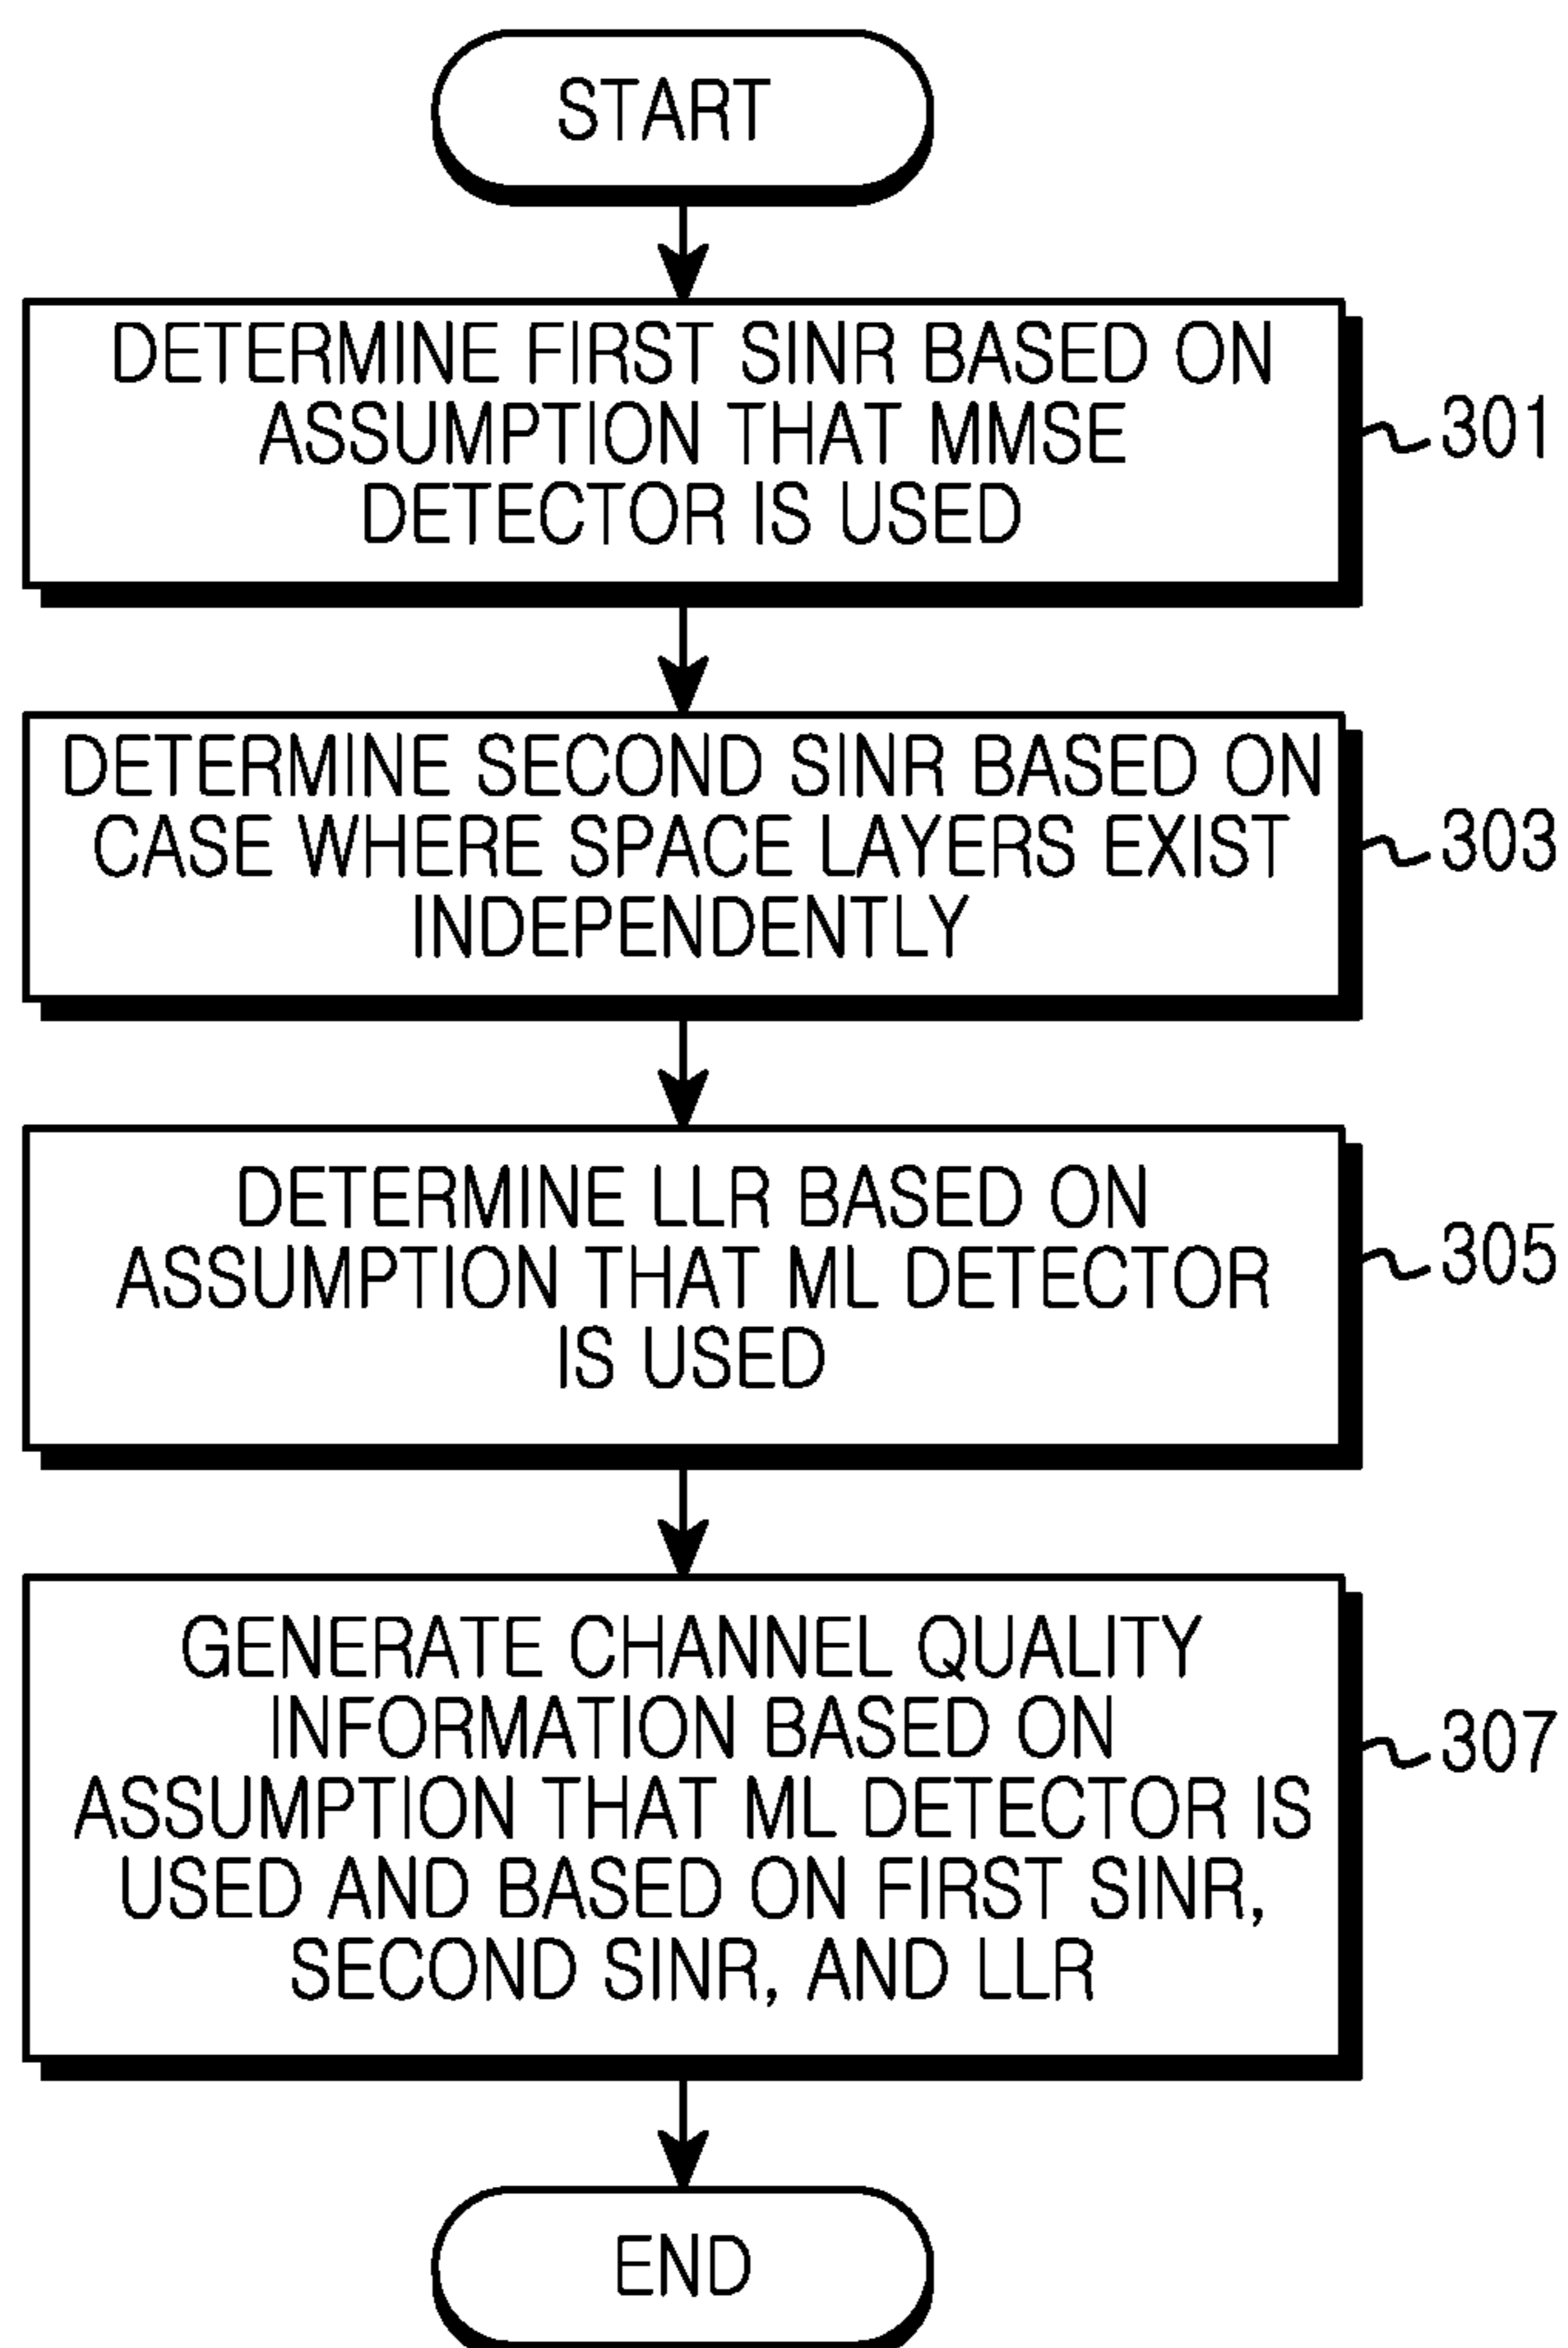 START
DETERMINE FIRST SINR BASED ON
ASSUMPTION THAT MMSE
DETECTOR IS USED
301
DETERMINE SECOND SINR BASED ON
CASE WHERE SPACE LAYERS EXIST
INDEPENDENTLY
303
DETERMINE LLR BASED ON
ASSUMPTION THAT ML DETECTOR
IS USED
305
GENERATE CHANNEL QUALITY
INFORMATION BASED ON
ASSUMPTION THAT ML DETECTOR IS
USED AND BASED ON FIRST SINR,
SECOND SINR, AND LLR
307
END